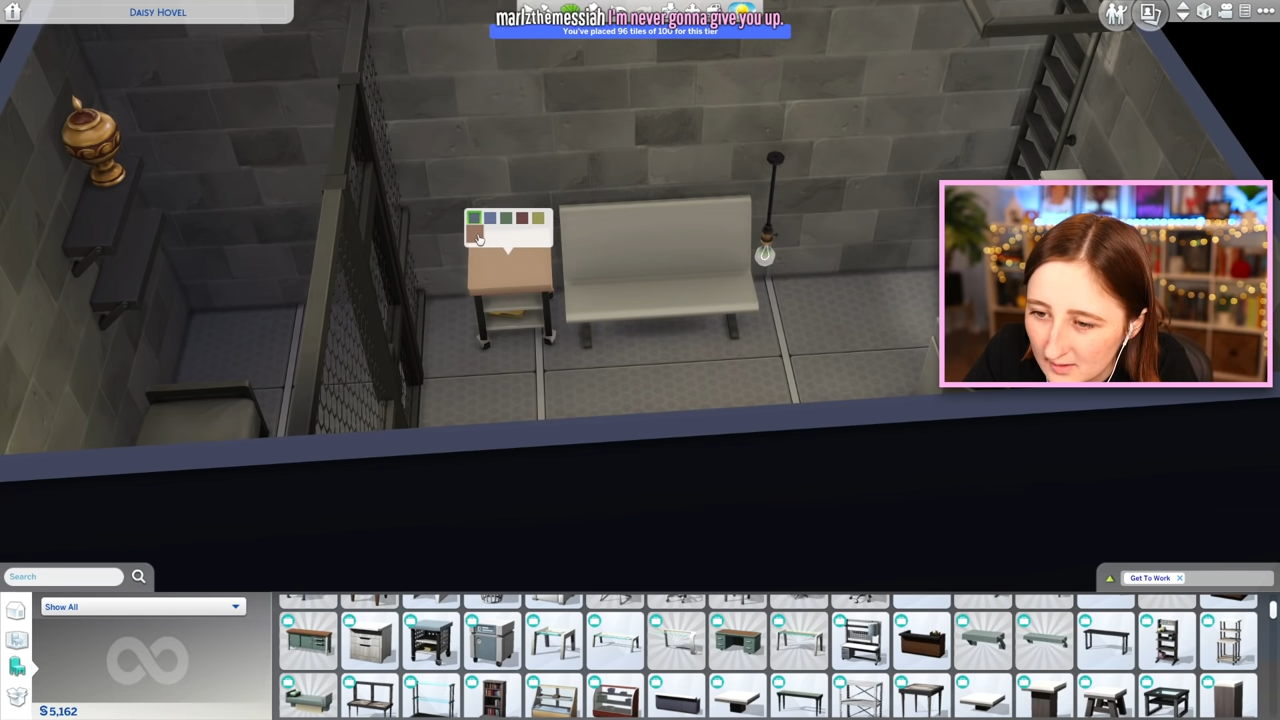 DAISY HOVEL
marlzthemessiah I'm never gonna give you up.
You've placed 96 tiles of 100 for this tier
Search
Get To Work
Show All
§5,162